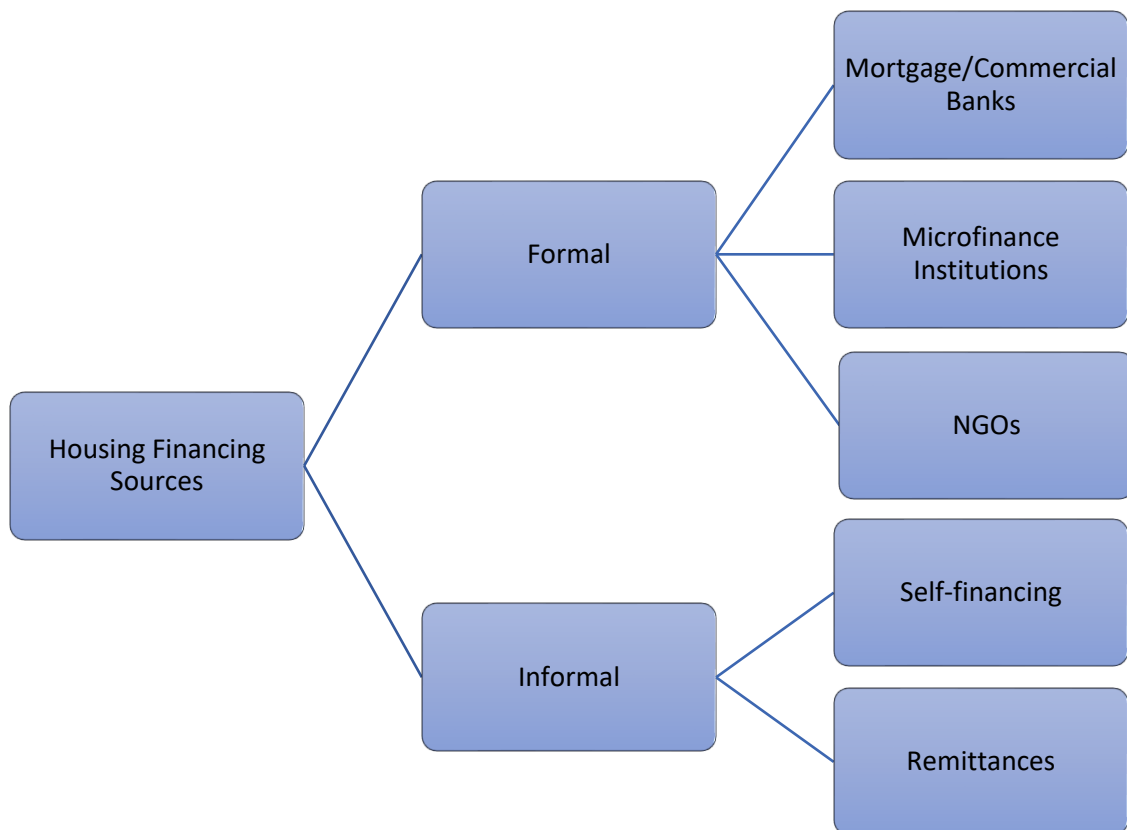 Housing Financing
Sources
Formal
Mortgage/Commercial
Banks
Microfinance
Institutions
NGOs
Informal
Self-financing
Remittances